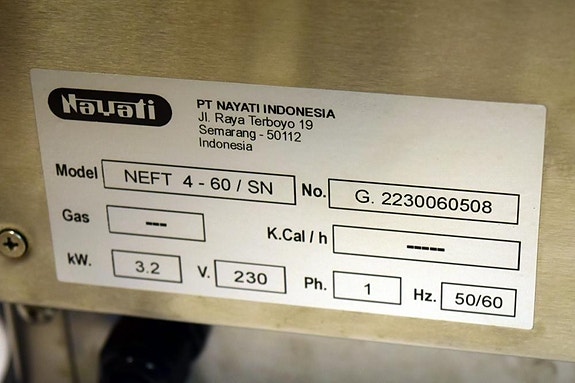 Nayati
PT NAYATI INDONESIA
Jl. Raya Terboyo 19
Semarang - 50112
Indonesia
Model NEFT 4 - 60 / SN No. G. 2230060508
Gas --- K.Cal / h -----
kW. 3.2 V. 230 Ph. 1 Hz. 50/60